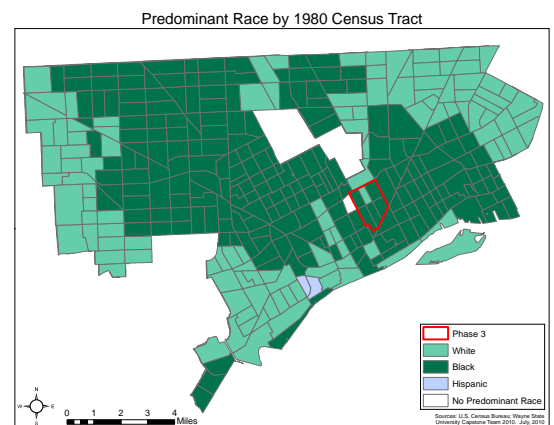 Predominant Race by 1980 Census Tract
Phase 3
White
Black
Hispanic
No Predominant Race
N
W E
S
0 1 2 3 4
Miles
Sources: U.S. Census Bureau; Wayne State
University Capstone Team 2010. July, 2010